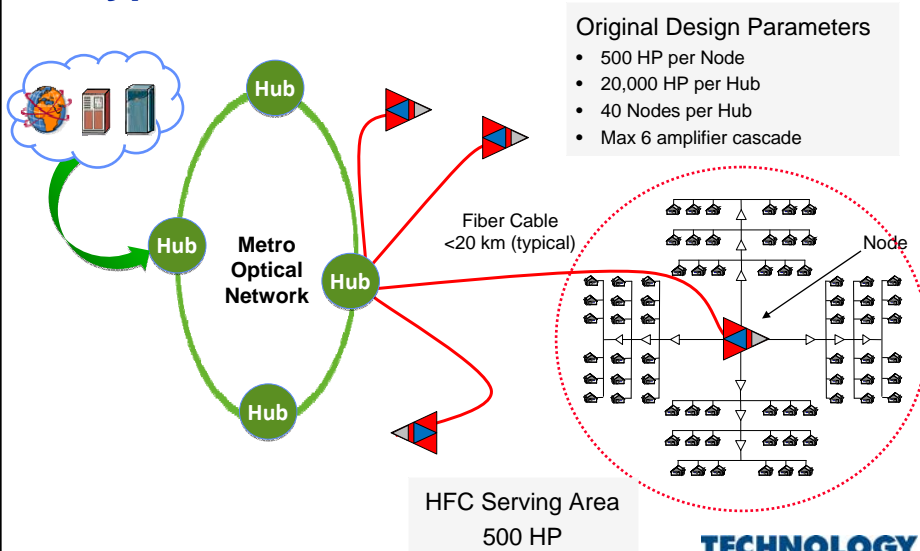 Original Design Parameters
• 500 HP per Node
• 20,000 HP per Hub
• 40 Nodes per Hub
• Max 6 amplifier cascade
Hub
Hub
Metro
Optical
Network
Hub
Hub
Fiber Cable
<20 km (typical)
Node
HFC Serving Area
500 HP
TECHNOLOGY